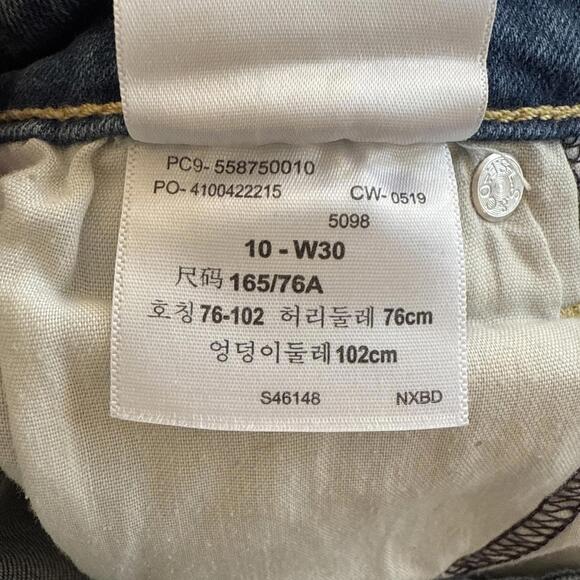 PC9- 558750010
PO- 4100422215 CW- 0519
5098
10 - W30
尺码 165/76A
호칭 76-102 허리둘레 76cm
엉덩이둘레 102cm
S46148 NXBD